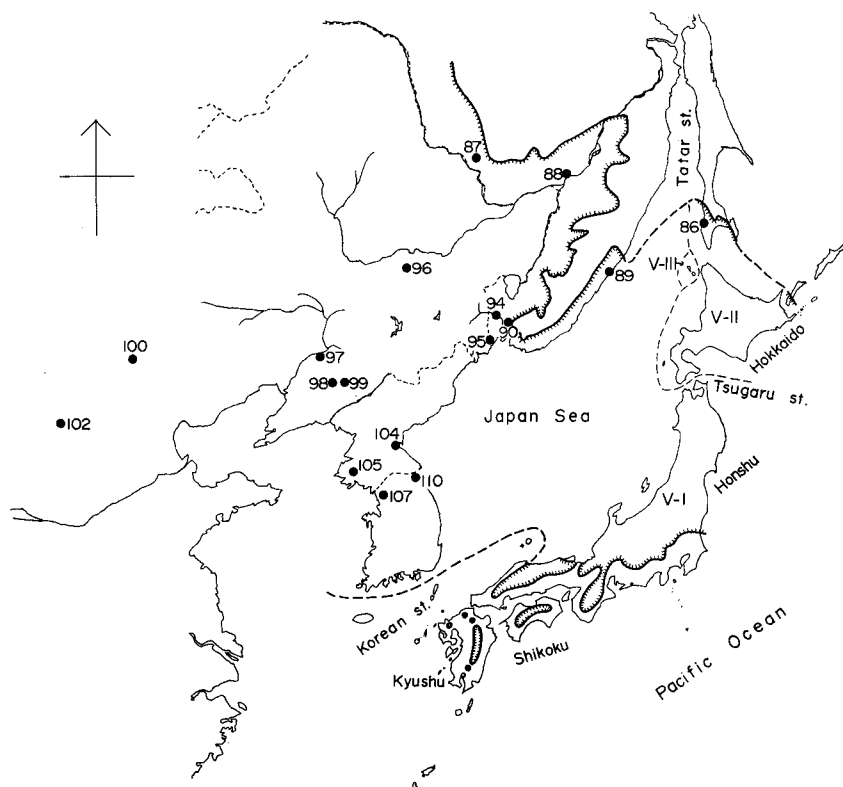 Tatar st.
87
88
86
V-III
89
96
94
90
95
V-II
Hokkaido
100
97
98
99
Tsugaru st.
102
Japan Sea
104
105
110
107
V-I
Honshu
Korean st.
Shikoku
Kyushu
Pacific Ocean